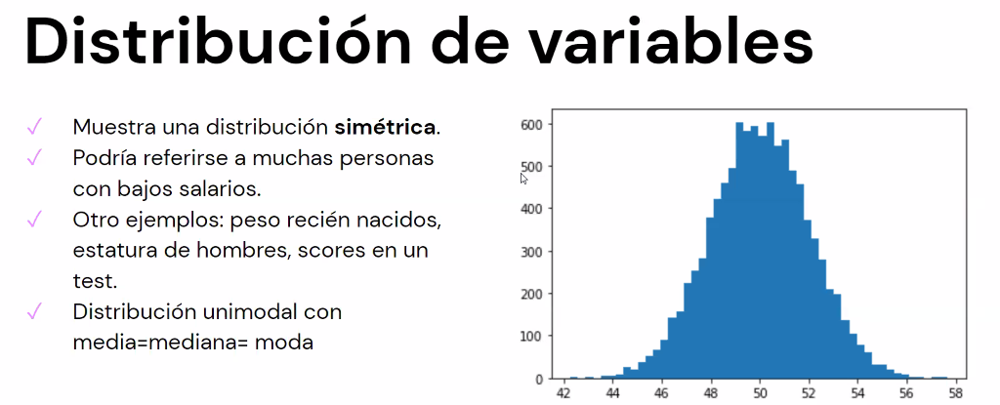 Distribución de variables
✓ Muestra una distribución simétrica.
✓ Podría referirse a muchas personas
con bajos salarios.
✓ Otro ejemplos: peso recién nacidos,
estatura de hombres, scores en un
test.
✓ Distribución unimodal con
media=mediana= moda
600
500
400
300
200
100
0
42 44 46 48 50 52 54 56 58